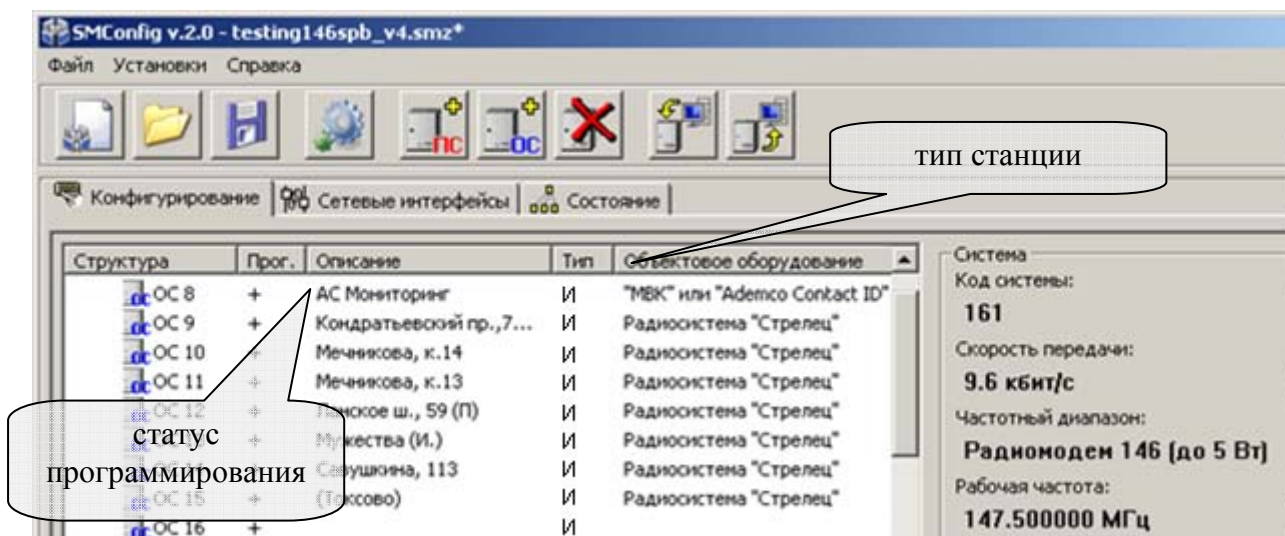 SMConfig v.2.0 - testing146spb_v4.smz*
Файл Установки Справка
ПС ОС
тип станции
Конфигурирование Сетевые интерфейсы Состояние
Структура Прог. Описание Тип Объектовое оборудование
ОС 8 + АС Мониторинг И "МВК" или "Ademco Contact ID"
ОС 9 + Кондратьевский пр.,7... И Радиосистема "Стрелец"
ОС 10 + Мечникова, к.14 И Радиосистема "Стрелец"
ОС 11 + Мечникова, к.13 И Радиосистема "Стрелец"
ОС 12 + Ланское ш., 59 (П) И Радиосистема "Стрелец"
+ Мужества (И.) И Радиосистема "Стрелец"
Савушкина, 113 И Радиосистема "Стрелец"
ОС 15 + (Токсово) И Радиосистема "Стрелец"
ОС 16 + И
статус
программирования
Система
Код системы:
161
Скорость передачи:
9.6 кбит/с
Частотный диапазон:
Радиомодем 146 (до 5 Вт)
Рабочая частота:
147.500000 МГц